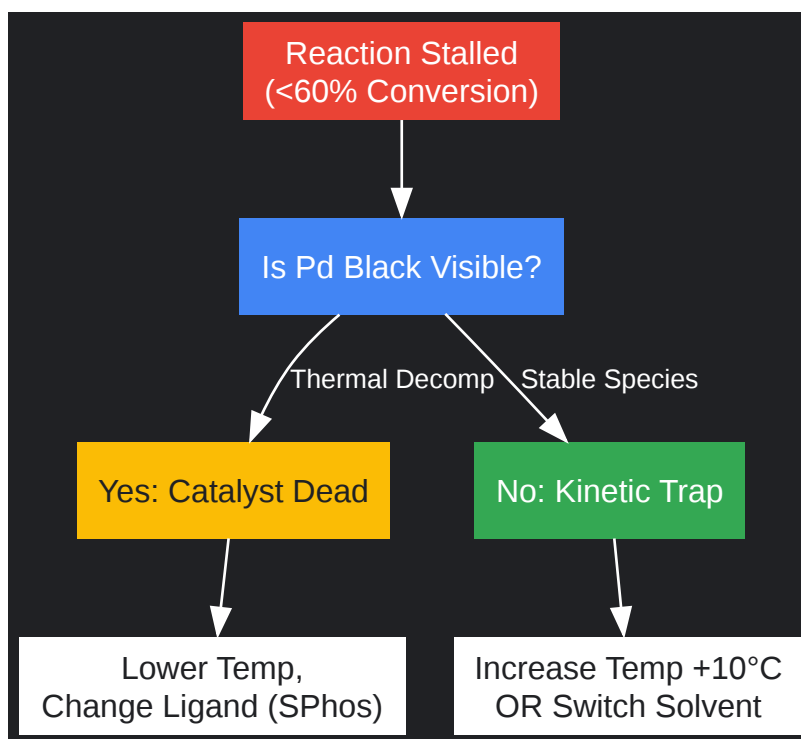 Reaction Stalled
(<60% Conversion)
Is Pd Black Visible?
Thermal Decomp
Stable Species
Yes: Catalyst Dead
No: Kinetic Trap
Lower Temp,
Change Ligand (SPhos)
Increase Temp +10°C
OR Switch Solvent